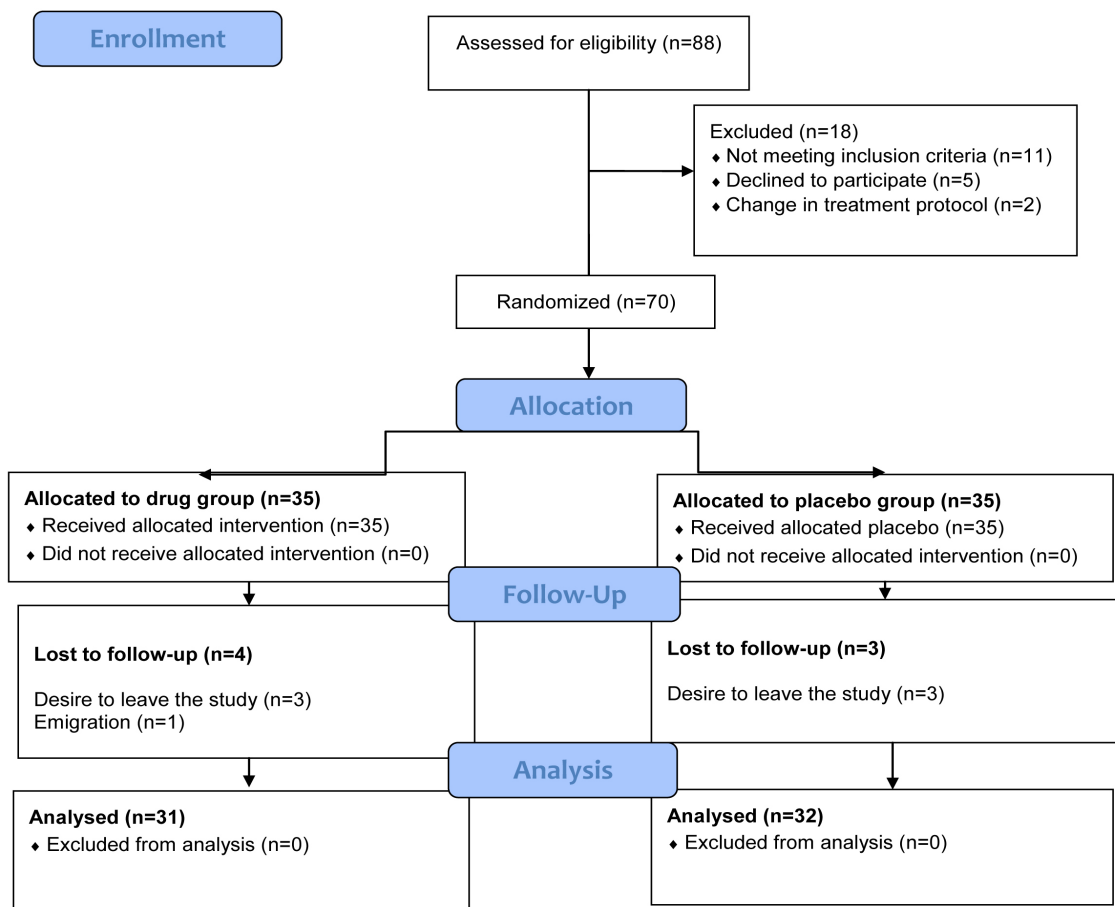 Enrollment
Assessed for eligibility (n=88)
Excluded (n=18)
♦ Not meeting inclusion criteria (n=11)
♦ Declined to participate (n=5)
♦ Change in treatment protocol (n=2)
Randomized (n=70)
Allocation
Allocated to drug group (n=35)
♦ Received allocated intervention (n=35)
♦ Did not receive allocated intervention (n=0)
Allocated to placebo group (n=35)
♦ Received allocated placebo (n=35)
♦ Did not receive allocated intervention (n=0)
Follow-Up
Lost to follow-up (n=4)
Desire to leave the study (n=3)
Emigration (n=1)
Lost to follow-up (n=3)
Desire to leave the study (n=3)
Analysis
Analysed (n=31)
♦ Excluded from analysis (n=0)
Analysed (n=32)
♦ Excluded from analysis (n=0)